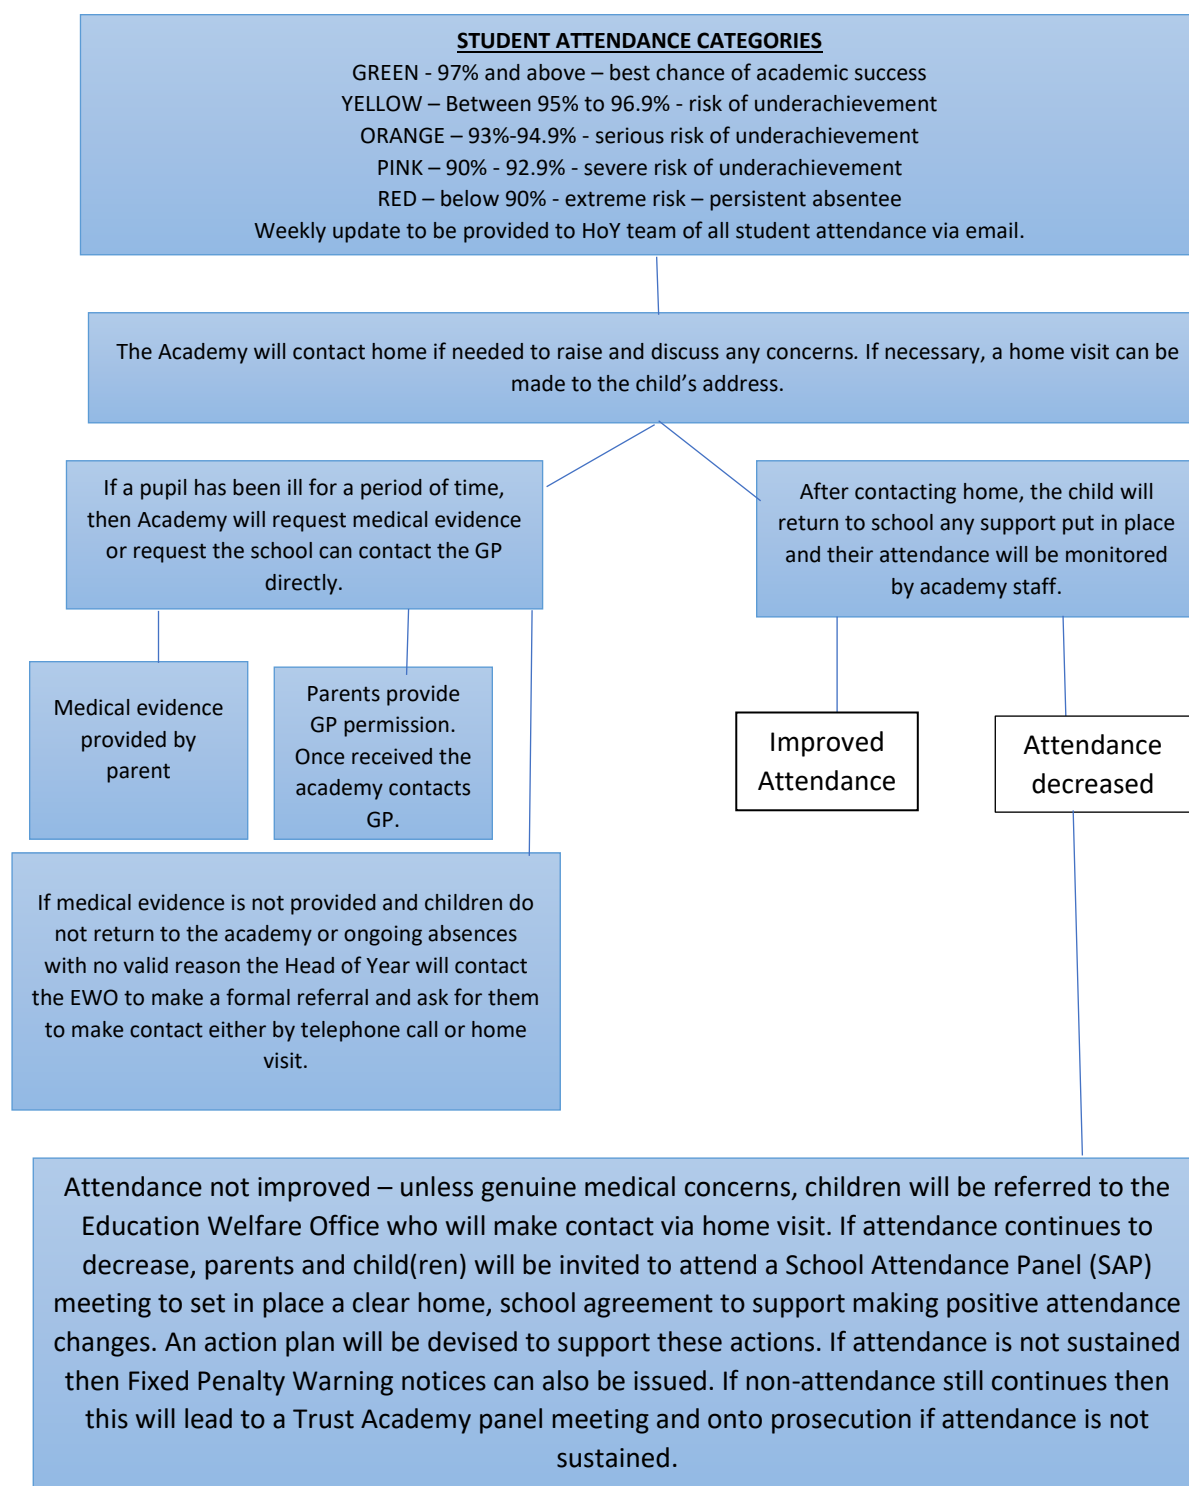 STUDENT ATTENDANCE CATEGORIES
GREEN - 97% and above – best chance of academic success
YELLOW – Between 95% to 96.9% - risk of underachievement
ORANGE – 93%-94.9% - serious risk of underachievement
PINK – 90% - 92.9% - severe risk of underachievement
RED – below 90% - extreme risk – persistent absentee
Weekly update to be provided to HoY team of all student attendance via email.
The Academy will contact home if needed to raise and discuss any concerns. If necessary, a home visit can be
made to the child’s address.
If a pupil has been ill for a period of time,
then Academy will request medical evidence
or request the school can contact the GP
directly.
After contacting home, the child will
return to school any support put in place
and their attendance will be monitored
by academy staff.
Medical evidence
provided by
parent
Parents provide
GP permission.
Once received the
academy contacts
GP.
Improved
Attendance
Attendance
decreased
If medical evidence is not provided and children do
not return to the academy or ongoing absences
with no valid reason the Head of Year will contact
the EWO to make a formal referral and ask for them
to make contact either by telephone call or home
visit.
Attendance not improved – unless genuine medical concerns, children will be referred to the
Education Welfare Office who will make contact via home visit. If attendance continues to
decrease, parents and child(ren) will be invited to attend a School Attendance Panel (SAP)
meeting to set in place a clear home, school agreement to support making positive attendance
changes. An action plan will be devised to support these actions. If attendance is not sustained
then Fixed Penalty Warning notices can also be issued. If non-attendance still continues then
this will lead to a Trust Academy panel meeting and onto prosecution if attendance is not
sustained.